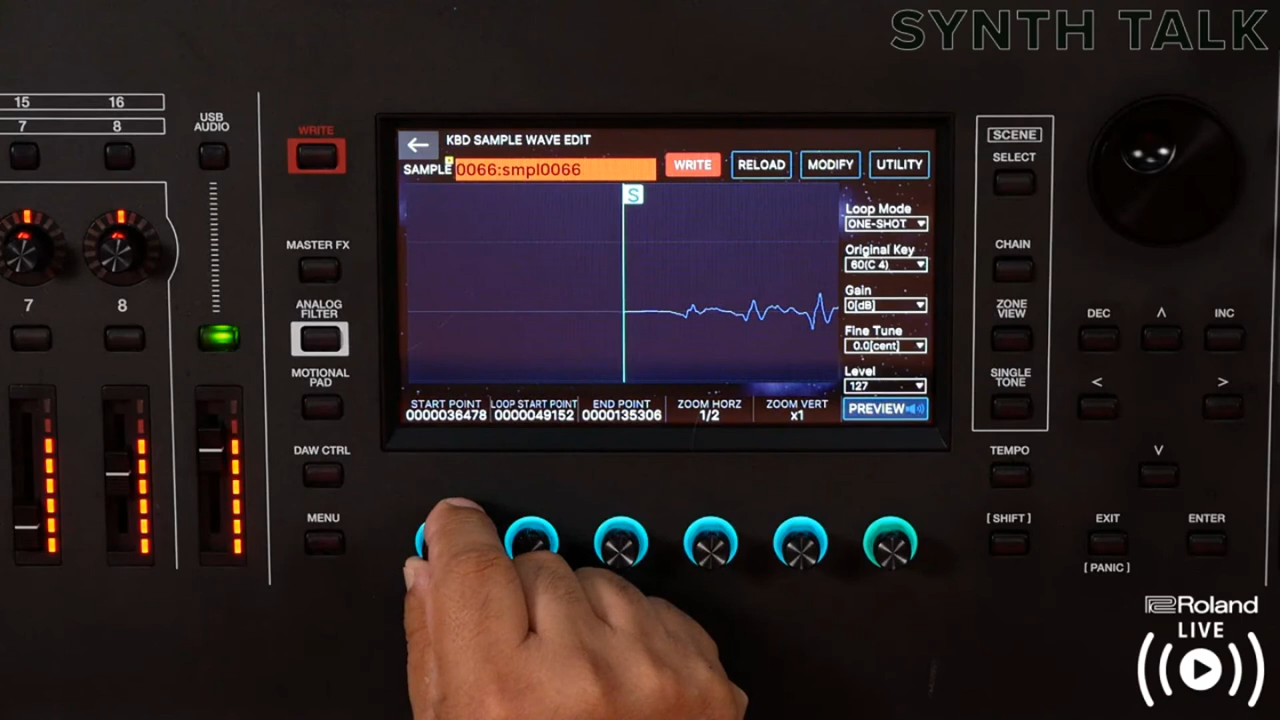 SYNTH TALK
15 16
7 8
USB
AUDIO
7 8
WRITE
MASTER FX
ANALOG
FILTER
MOTIONAL
PAD
DAW CTRL
MENU
KBD SAMPLE WAVE EDIT
SAMPLE 0066:smpl0066 WRITE RELOAD MODIFY UTILITY
S
Loop Mode
ONE-SHOT
Original Key
60(C 4)
Gain
0[dB]
Fine Tune
0.0[cent]
Level
127
START POINT LOOP START POINT END POINT ZOOM HORZ ZOOM VERT
0000036478 0000049152 0000135306 1/2 x1
PREVIEW
SCENE
SELECT
CHAIN
ZONE
VIEW
SINGLE
TONE
TEMPO
[ SHIFT ]
DEC ∧ INC
< >
∨
EXIT ENTER
[ PANIC ]
Roland
LIVE